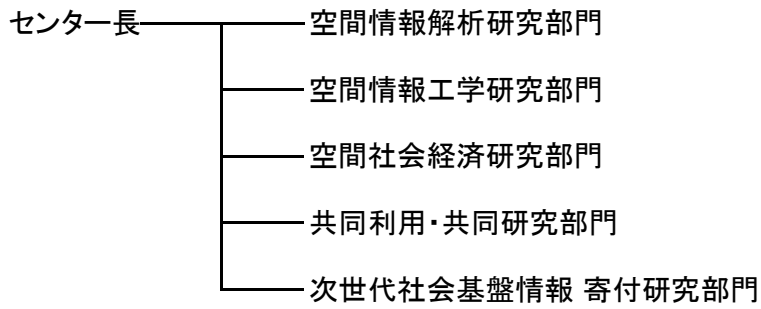 センター長 空間情報解析研究部門
空間情報工学研究部門
空間社会経済研究部門
共同利用・共同研究部門
次世代社会基盤情報 寄付研究部門